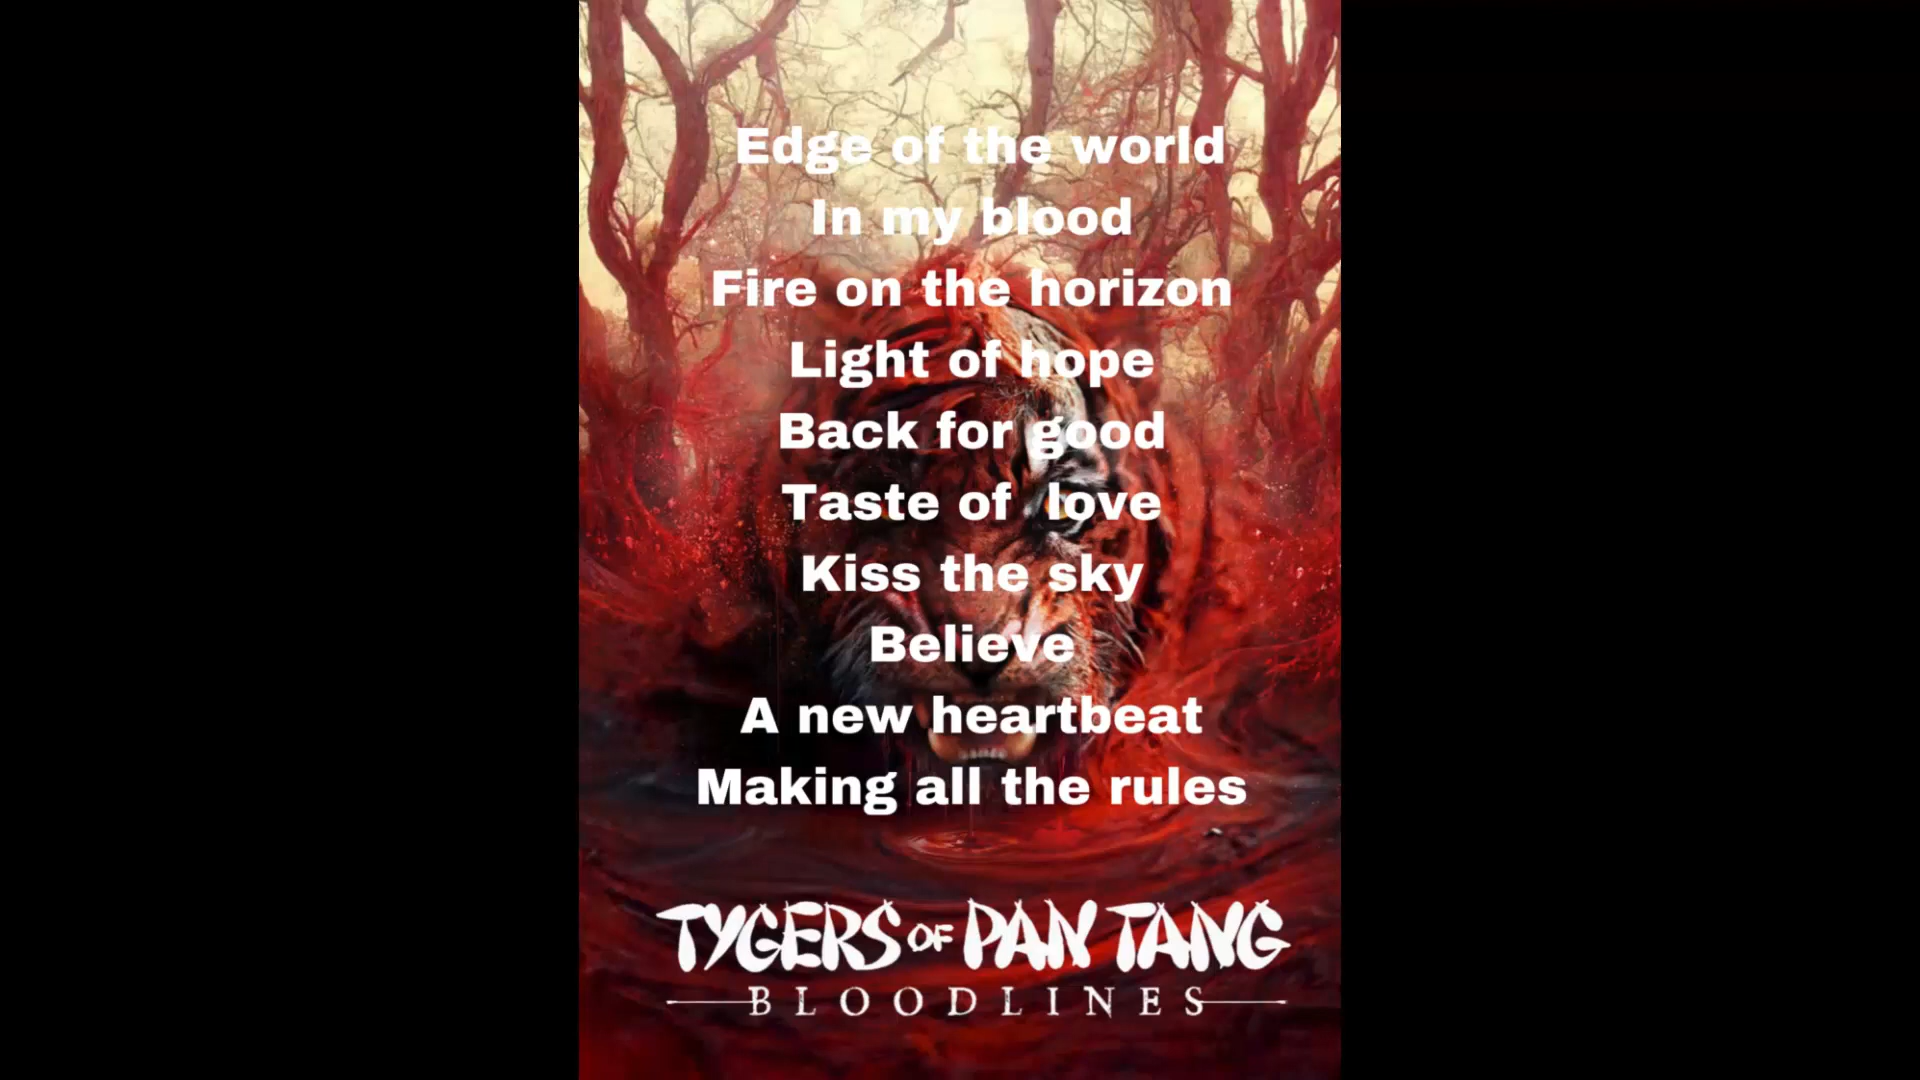 Edge of the world
In my blood
Fire on the horizon
Light of hope
Back for good
Taste of  love
Kiss the sky
Believe
A new heartbeat
Making all the rules
TYGERS OF PAN TANG
BLOODLINES